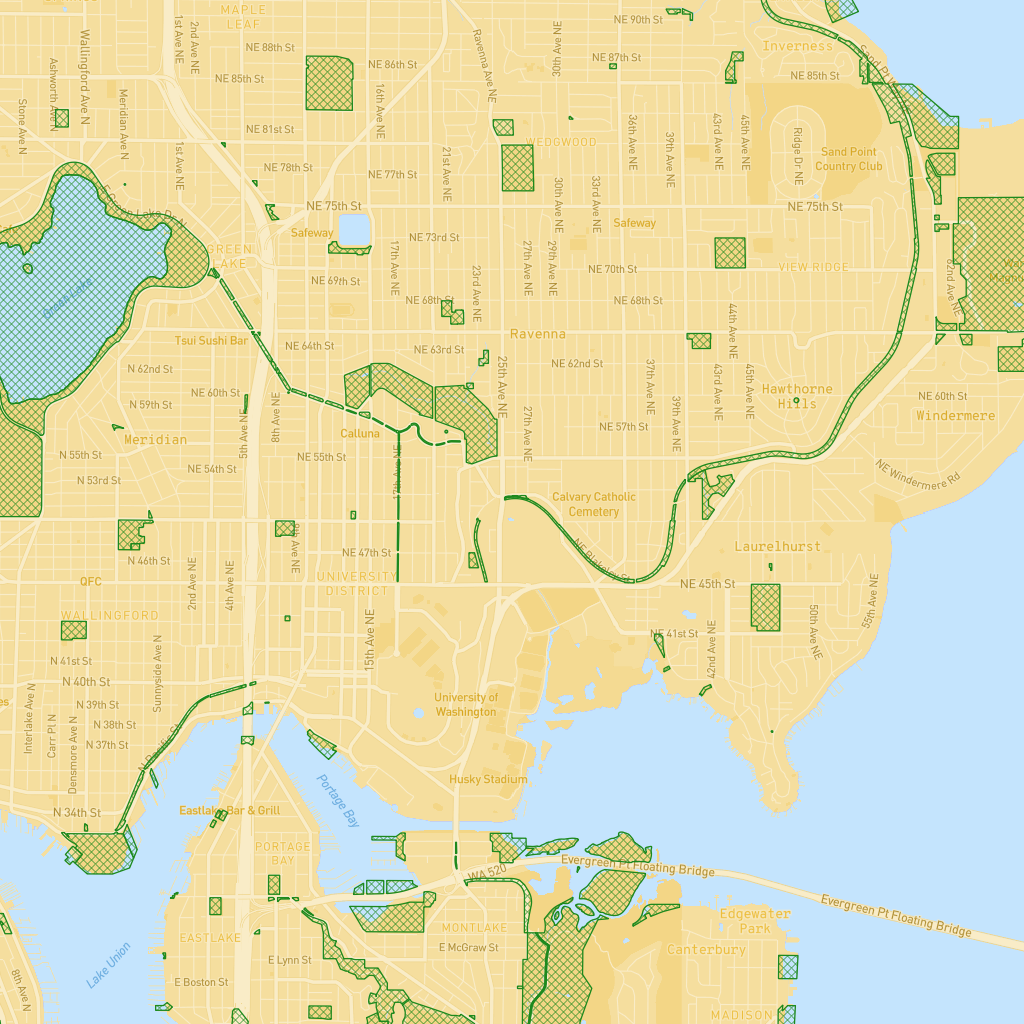 MAPLE
LEAF
NE 90th St
Inverness
Sand Pt
1st Ave NE
2nd Ave NE
Wallingford Ave N
NE 88th St
Ravenna Ave NE
30th Ave NE
NE 87th St
NE 86th St
NE 85th St
NE 85th St
Ashworth Ave N
Stone Ave N
Meridian Ave N
16th Ave NE
36th Ave NE
39th Ave NE
43rd Ave NE
45th Ave NE
NE 81st St
1st Ave NE
WEDGWOOD
21st Ave NE
Ridge Dr NE
Sand Point
Country Club
NE 78th St
NE 77th St
30th Ave NE
33rd Ave NE
E Green Lake Dr N
NE 75th St
NE 75th St
Safeway
Safeway
NE 73rd St
GREEN
LAKE
17th Ave NE
27th Ave NE
29th Ave NE
NE 70th St
VIEW RIDGE
62nd Ave NE
Green Lake
NE 69th St
23rd Ave NE
NE 68th St
NE 68th St
44th Ave NE
Ravenna
Tsui Sushi Bar
NE 64th St
NE 63rd St
NE 62nd St
N 62nd St
25th Ave NE
37th Ave NE
43rd Ave NE
45th Ave NE
Hawthorne
Hills
NE 60th St
NE 60th St
N 59th St
Windermere
5th Ave NE
8th Ave NE
27th Ave NE
39th Ave NE
NE 57th St
Calluna
Meridian
N 55th St
NE 55th St
NE 54th St
17th Ave NE
N 53rd St
NE Windermere Rd
Calvary Catholic
Cemetery
9th Ave NE
NE 47th St
N 46th St
NE Blakeley St
Laurelhurst
QFC
2nd Ave NE
4th Ave NE
UNIVERSITY
DISTRICT
NE 45th St
55th Ave NE
WALLINGFORD
15th Ave NE
50th Ave NE
NE 41st St
42nd Ave NE
Sunnyside Ave N
N 41st St
N 40th St
N 39th St
N 38th St
N 37th St
Interlake Ave N
Carr Pl N
Densmore Ave N
University of
Washington
Husky Stadium
N 34th St
Eastlake Bar & Grill
Portage Bay
PORTAGE
BAY
WA 520
Evergreen Pt Floating Bridge
Evergreen Pt Floating Bridge
Edgewater
Park
Canterbury
EASTLAKE
MONTLAKE
E McGraw St
E Lynn St
E Boston St
Lake Union
8th Ave N
MADISON